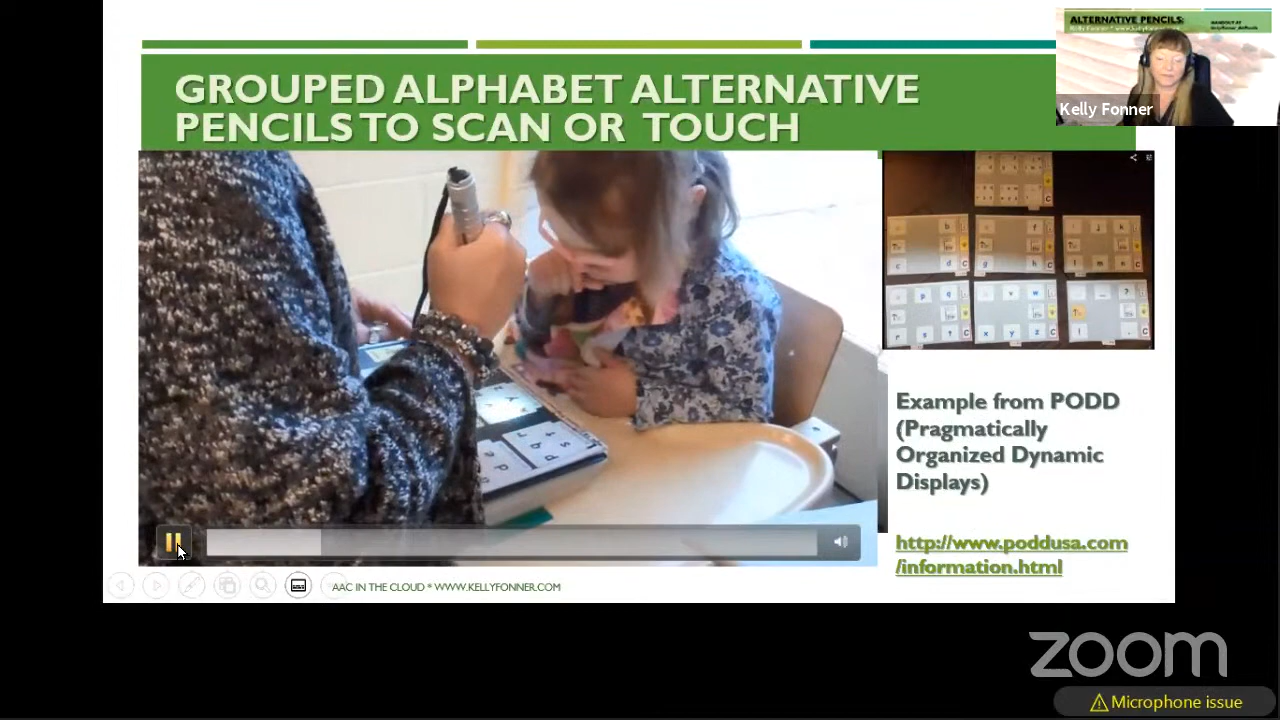 ALTERNATIVE PENCILS:
Kelly Fonner
GROUPED ALPHABET ALTERNATIVE
PENCILS TO SCAN OR TOUCH
Example from PODD
(Pragmatically
Organized Dynamic
Displays)
http://www.poddusa.com
/information.html
AAC IN THE CLOUD * WWW.KELLYFONNER.COM
zoom
Microphone issue